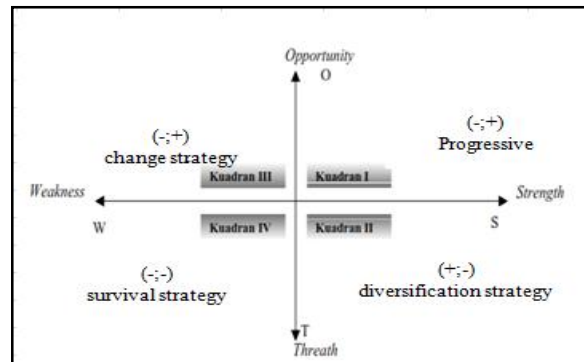 Opportunity
O
(-;+)
change strategy
(-;+)
Progressive
Kuadran III
Kuadran I
Weakness
Strength
W
S
Kuadran IV
Kuadran II
(-;-)
survival strategy
(+;-)
diversification strategy
T
Threath